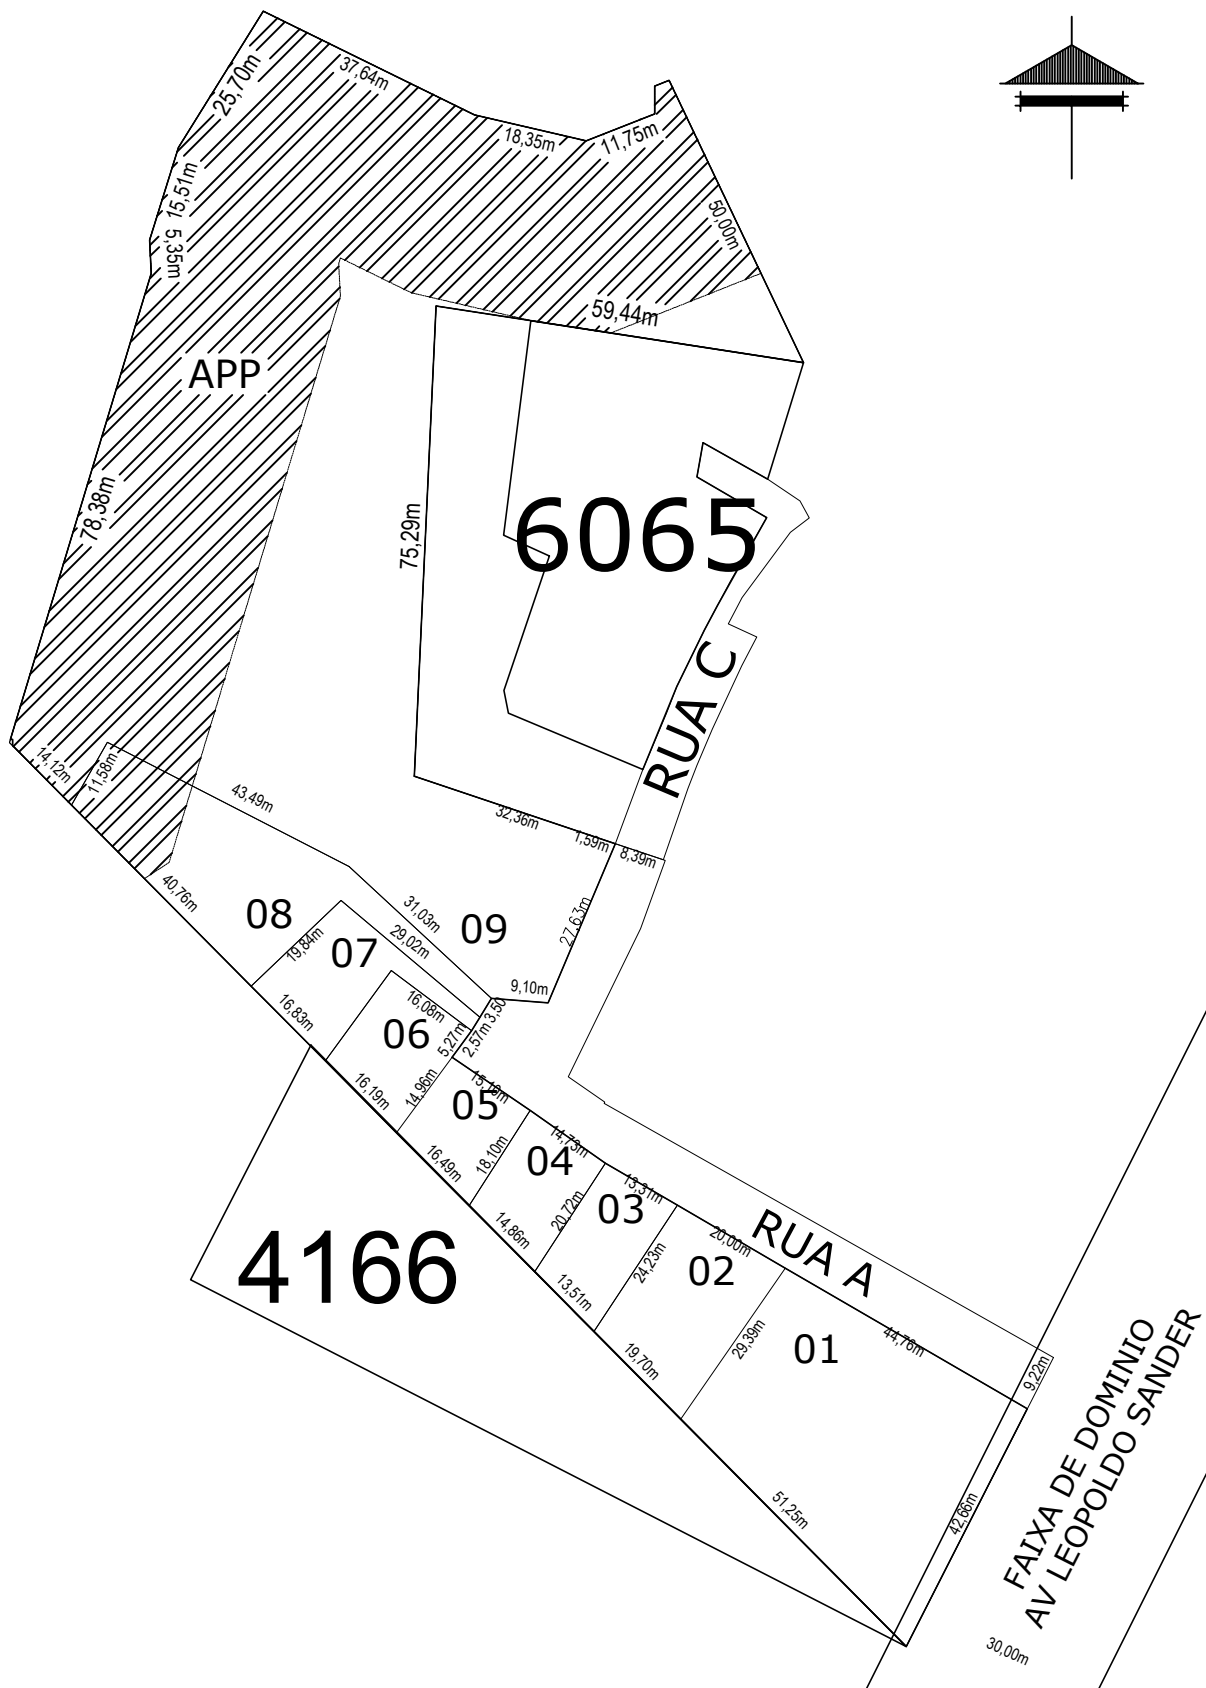 37,64m
25,70m
18,35m
11,75m
15,51m
50,00m
5,35m
59,44m
APP
78,38m
75,29m
6065
RUA C
14,12m
11,58m
43,49m
32,36m
1,59m
8,39m
40,76m
08
31,03m
09
27,63m
19,84m
07
29,02m
9,10m
16,83m
16,08m
3,50
06
5,27m
2,57m
16,19m
14,96m
05
16,49m
18,10m
14,73m
04
13,31m
03
14,86m
20,72m
RUA A
20,00m
02
24,23m
13,51m
01
44,76m
29,39m
19,70m
9,22m
4166
51,25m
42,66m
FAIXA DE DOMINIO
AV LEOPOLDO SANDER
30,00m